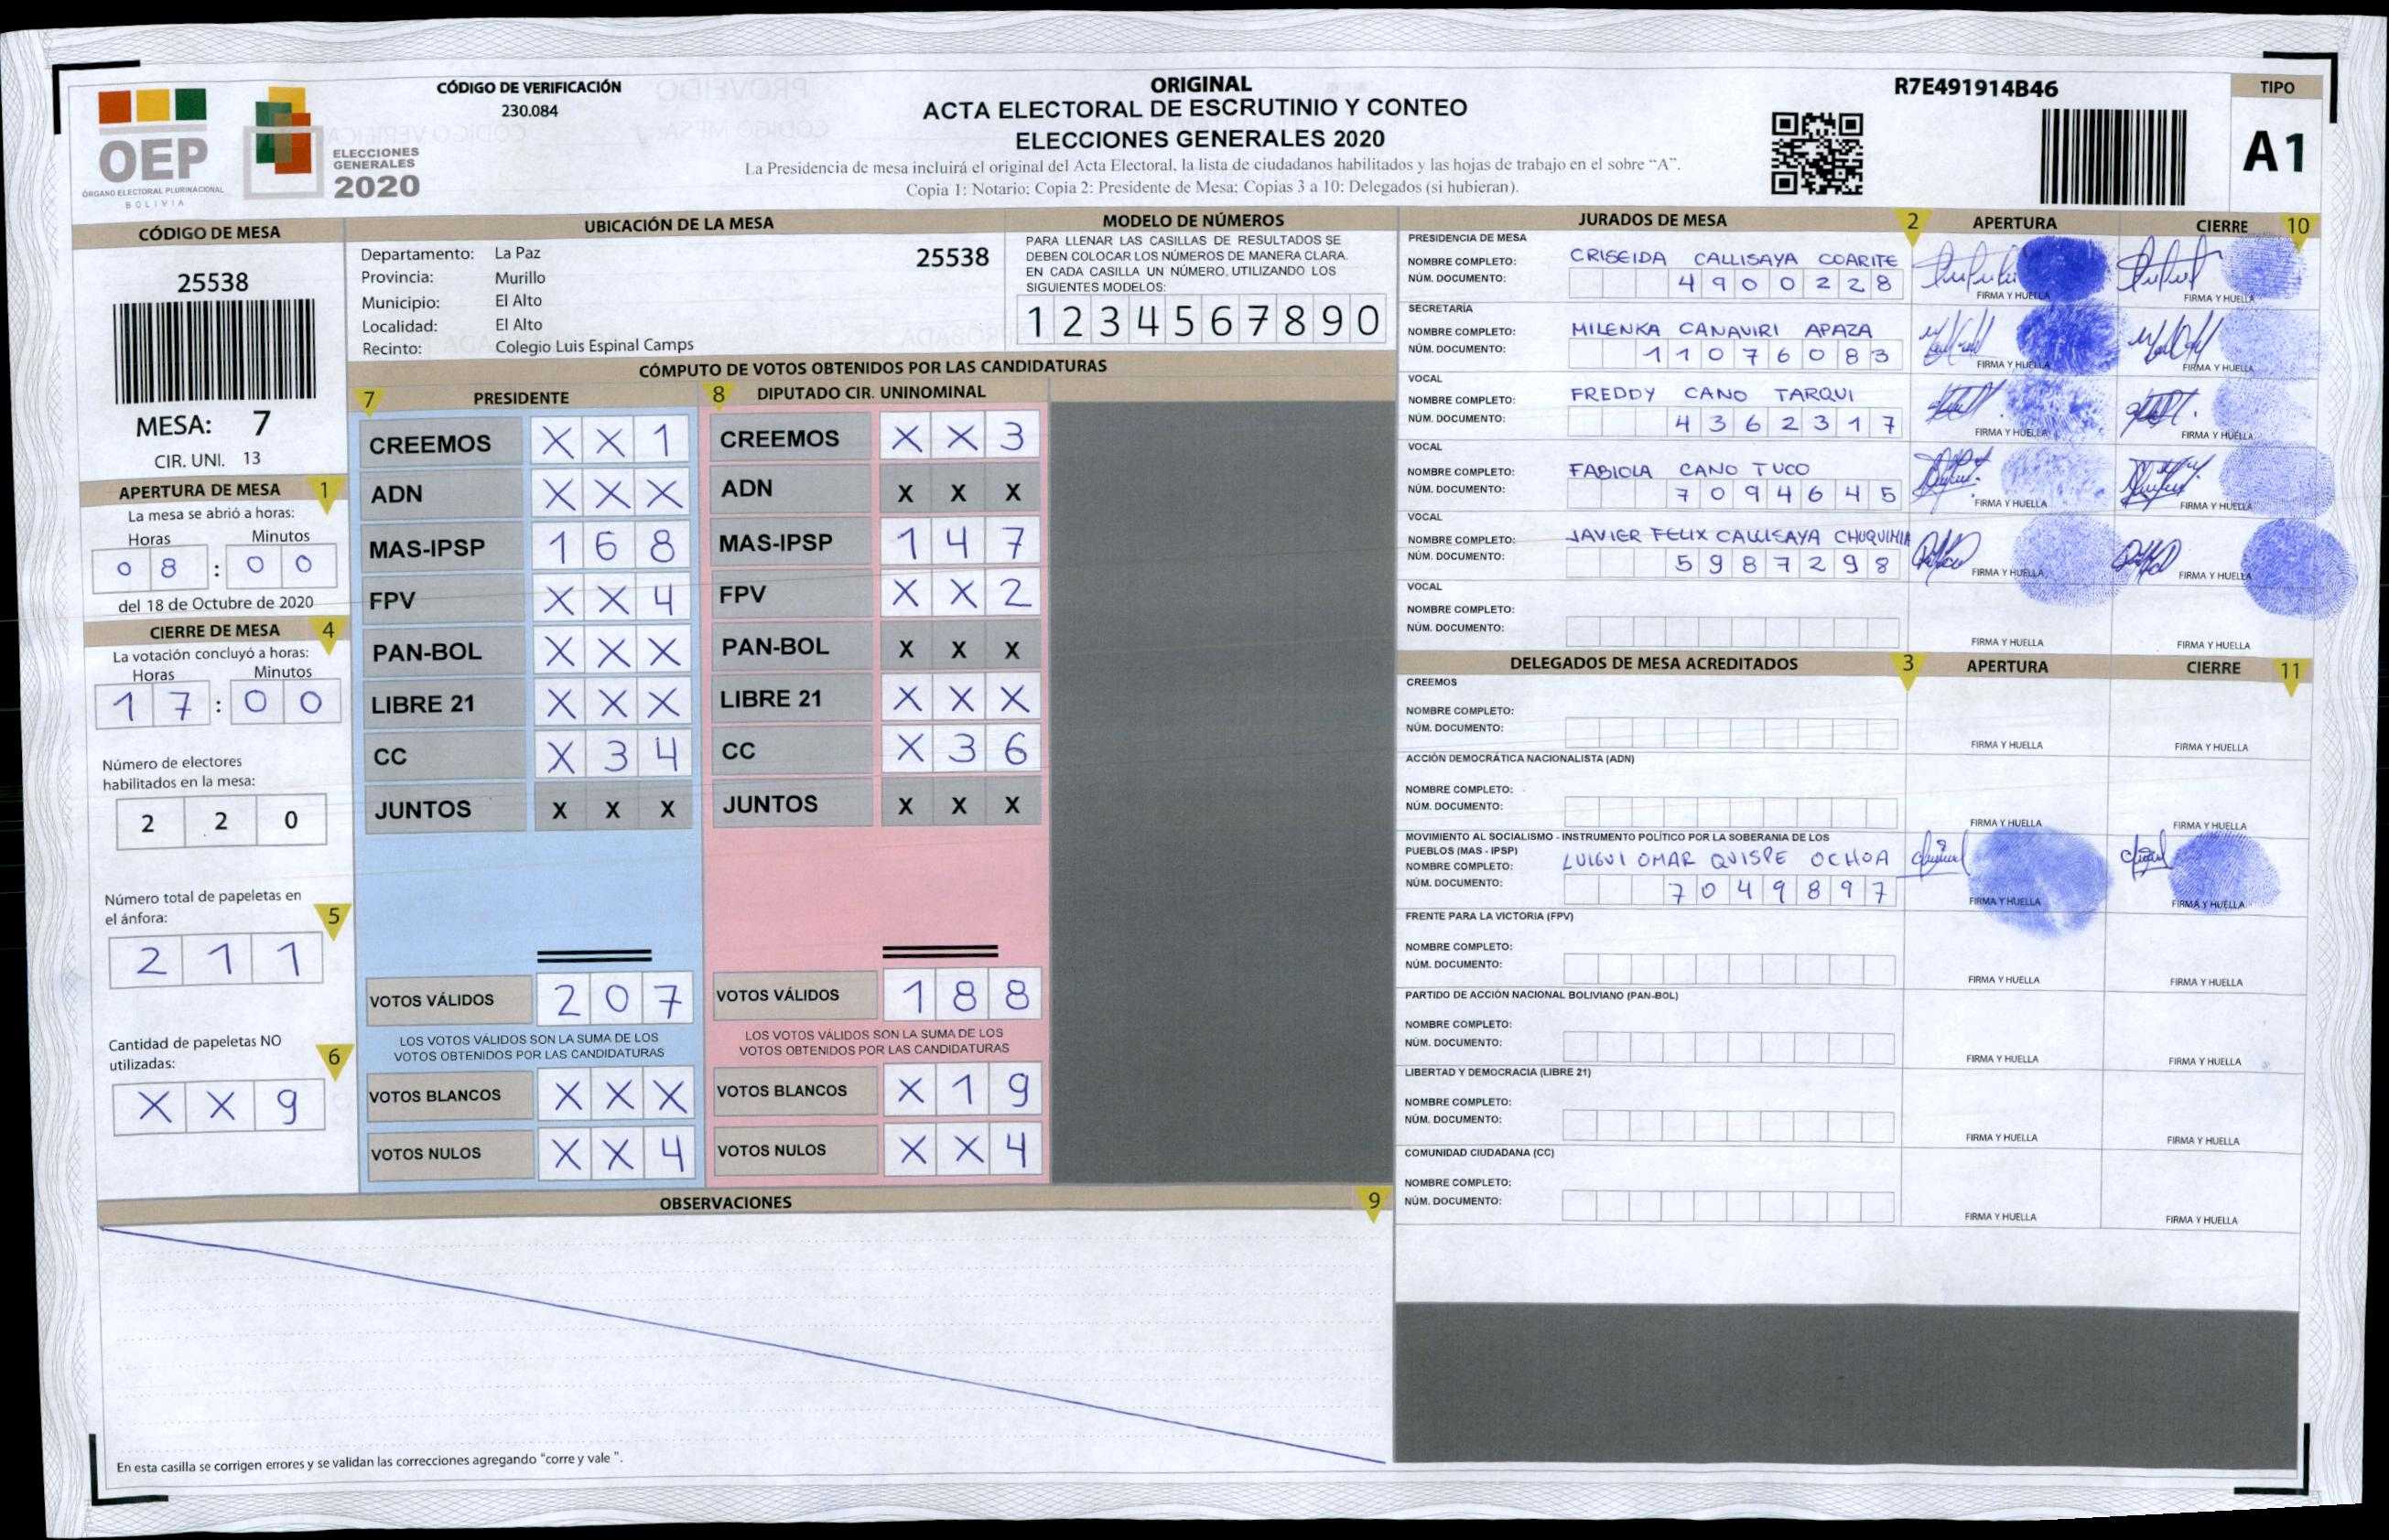 CÓDIGO DE VERIFICACIÓN
230.084
ORIGINAL
ACTA ELECTORAL DE ESCRUTINIO Y CONTEO
ELECCIONES GENERALES 2020
La Presidencia de mesa incluirá el original del Acta Electoral, la lista de ciudadanos habilitados y las hojas de trabajo en el sobre “A”.
Copia 1: Notario; Copia 2: Presidente de Mesa; Copias 3 a 10: Delegados (si hubieran).
R7E491914B46
TIPO
A1
OEP
ÓRGANO ELECTORAL PLURINACIONAL
BOLIVIA
ELECCIONES
GENERALES
2020
CÓDIGO DE MESA
25538
MESA: 7
CIR. UNI. 13
APERTURA DE MESA 1
La mesa se abrió a horas:
Horas Minutos
0 8 : 0 0
del 18 de Octubre de 2020
CIERRE DE MESA 4
La votación concluyó a horas:
Horas Minutos
1 7 : 0 0
Número de electores
habilitados en la mesa:
2 2 0
Número total de papeletas en
el ánfora: 5
2 1 1
Cantidad de papeletas NO
utilizadas: 6
X X 9
UBICACIÓN DE LA MESA
Departamento: La Paz 25538
Provincia: Murillo
Municipio: El Alto
Localidad: El Alto
Recinto: Colegio Luis Espinal Camps
MODELO DE NÚMEROS
PARA LLENAR LAS CASILLAS DE RESULTADOS SE
DEBEN COLOCAR LOS NÚMEROS DE MANERA CLARA.
EN CADA CASILLA UN NÚMERO, UTILIZANDO LOS
SIGUIENTES MODELOS:
1 2 3 4 5 6 7 8 9 0
CÓMPUTO DE VOTOS OBTENIDOS POR LAS CANDIDATURAS
7 PRESIDENTE
CREEMOS X X 1
ADN X X X
MAS-IPSP 1 6 8
FPV X X 4
PAN-BOL X X X
LIBRE 21 X X X
CC X 3 4
JUNTOS X X X
VOTOS VÁLIDOS 2 0 7
LOS VOTOS VÁLIDOS SON LA SUMA DE LOS
VOTOS OBTENIDOS POR LAS CANDIDATURAS
VOTOS BLANCOS X X X
VOTOS NULOS X X 4
8 DIPUTADO CIR. UNINOMINAL
CREEMOS X X 3
ADN X X X
MAS-IPSP 1 4 7
FPV X X 2
PAN-BOL X X X
LIBRE 21 X X X
CC X 3 6
JUNTOS X X X
VOTOS VÁLIDOS 1 8 8
LOS VOTOS VÁLIDOS SON LA SUMA DE LOS
VOTOS OBTENIDOS POR LAS CANDIDATURAS
VOTOS BLANCOS X 1 9
VOTOS NULOS X X 4
OBSERVACIONES 9
En esta casilla se corrigen errores y se validan las correcciones agregando “corre y vale ”.
JURADOS DE MESA 2 APERTURA CIERRE 10
PRESIDENCIA DE MESA
NOMBRE COMPLETO: CRISEIDA CALLISAYA COARITE
NÚM. DOCUMENTO: 4 9 0 0 2 2 8
FIRMA Y HUELLA FIRMA Y HUELLA
SECRETARÍA
NOMBRE COMPLETO: MILENKA CANAVIRI APAZA
NÚM. DOCUMENTO: 1 1 0 7 6 0 8 3
FIRMA Y HUELLA FIRMA Y HUELLA
VOCAL
NOMBRE COMPLETO: FREDDY CANO TARQUI
NÚM. DOCUMENTO: 4 3 6 2 3 1 7
FIRMA Y HUELLA FIRMA Y HUELLA
VOCAL
NOMBRE COMPLETO: FABIOLA CANO TUCO
NÚM. DOCUMENTO: 7 0 9 4 6 4 5
FIRMA Y HUELLA FIRMA Y HUELLA
VOCAL
NOMBRE COMPLETO: JAVIER FELIX CALLISAYA CHUQUIMIA
NÚM. DOCUMENTO: 5 9 8 7 2 9 8
FIRMA Y HUELLA FIRMA Y HUELLA
VOCAL
NOMBRE COMPLETO:
NÚM. DOCUMENTO:
FIRMA Y HUELLA FIRMA Y HUELLA
DELEGADOS DE MESA ACREDITADOS 3 APERTURA CIERRE 11
CREEMOS
NOMBRE COMPLETO:
NÚM. DOCUMENTO:
FIRMA Y HUELLA FIRMA Y HUELLA
ACCIÓN DEMOCRÁTICA NACIONALISTA (ADN)
NOMBRE COMPLETO:
NÚM. DOCUMENTO:
FIRMA Y HUELLA FIRMA Y HUELLA
MOVIMIENTO AL SOCIALISMO - INSTRUMENTO POLÍTICO POR LA SOBERANIA DE LOS
PUEBLOS (MAS - IPSP)
NOMBRE COMPLETO: LUIGUI OMAR QUISPE OCHOA
NÚM. DOCUMENTO: 7 0 4 9 8 9 7
FIRMA Y HUELLA FIRMA Y HUELLA
FRENTE PARA LA VICTORIA (FPV)
NOMBRE COMPLETO:
NÚM. DOCUMENTO:
FIRMA Y HUELLA FIRMA Y HUELLA
PARTIDO DE ACCIÓN NACIONAL BOLIVIANO (PAN-BOL)
NOMBRE COMPLETO:
NÚM. DOCUMENTO:
FIRMA Y HUELLA FIRMA Y HUELLA
LIBERTAD Y DEMOCRACIA (LIBRE 21)
NOMBRE COMPLETO:
NÚM. DOCUMENTO:
FIRMA Y HUELLA FIRMA Y HUELLA
COMUNIDAD CIUDADANA (CC)
NOMBRE COMPLETO:
NÚM. DOCUMENTO:
FIRMA Y HUELLA FIRMA Y HUELLA